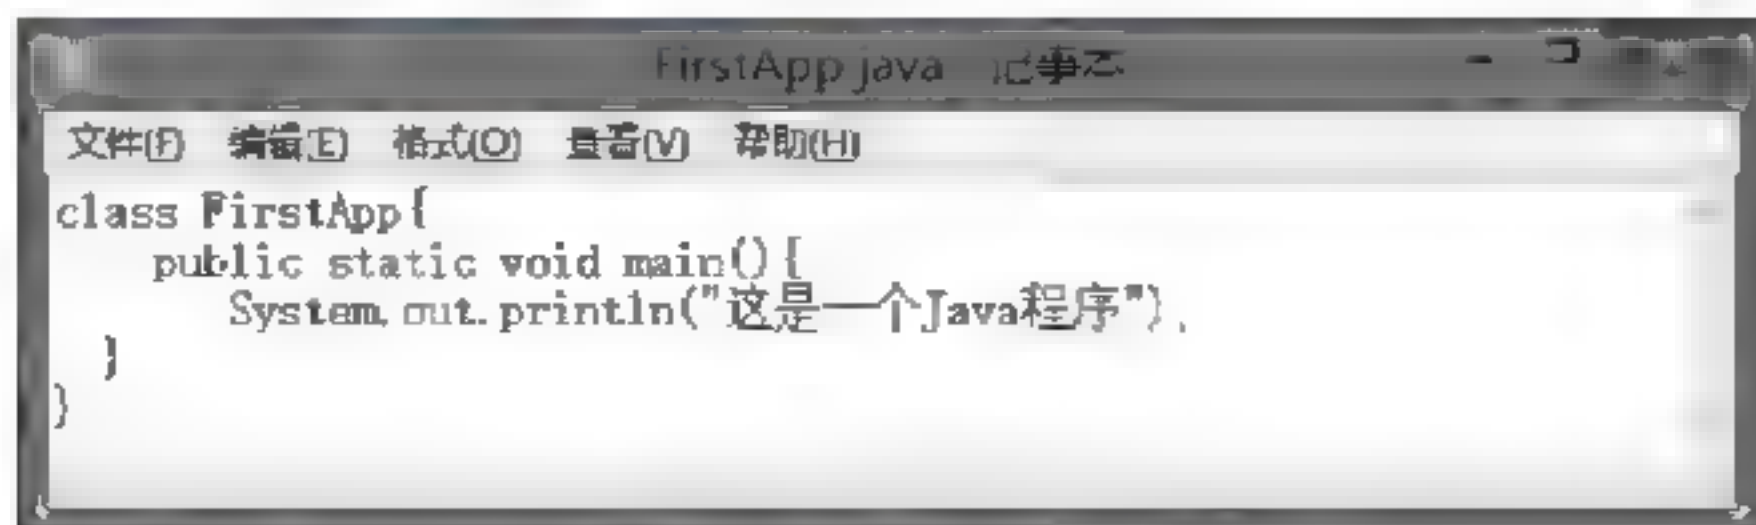 FirstApp java 记事本
文件(F) 编辑(E) 格式(O) 查看(V) 帮助(H)
class FirstApp{
    public static void main(){
        System.out.println("这是一个Java程序");
    }
}